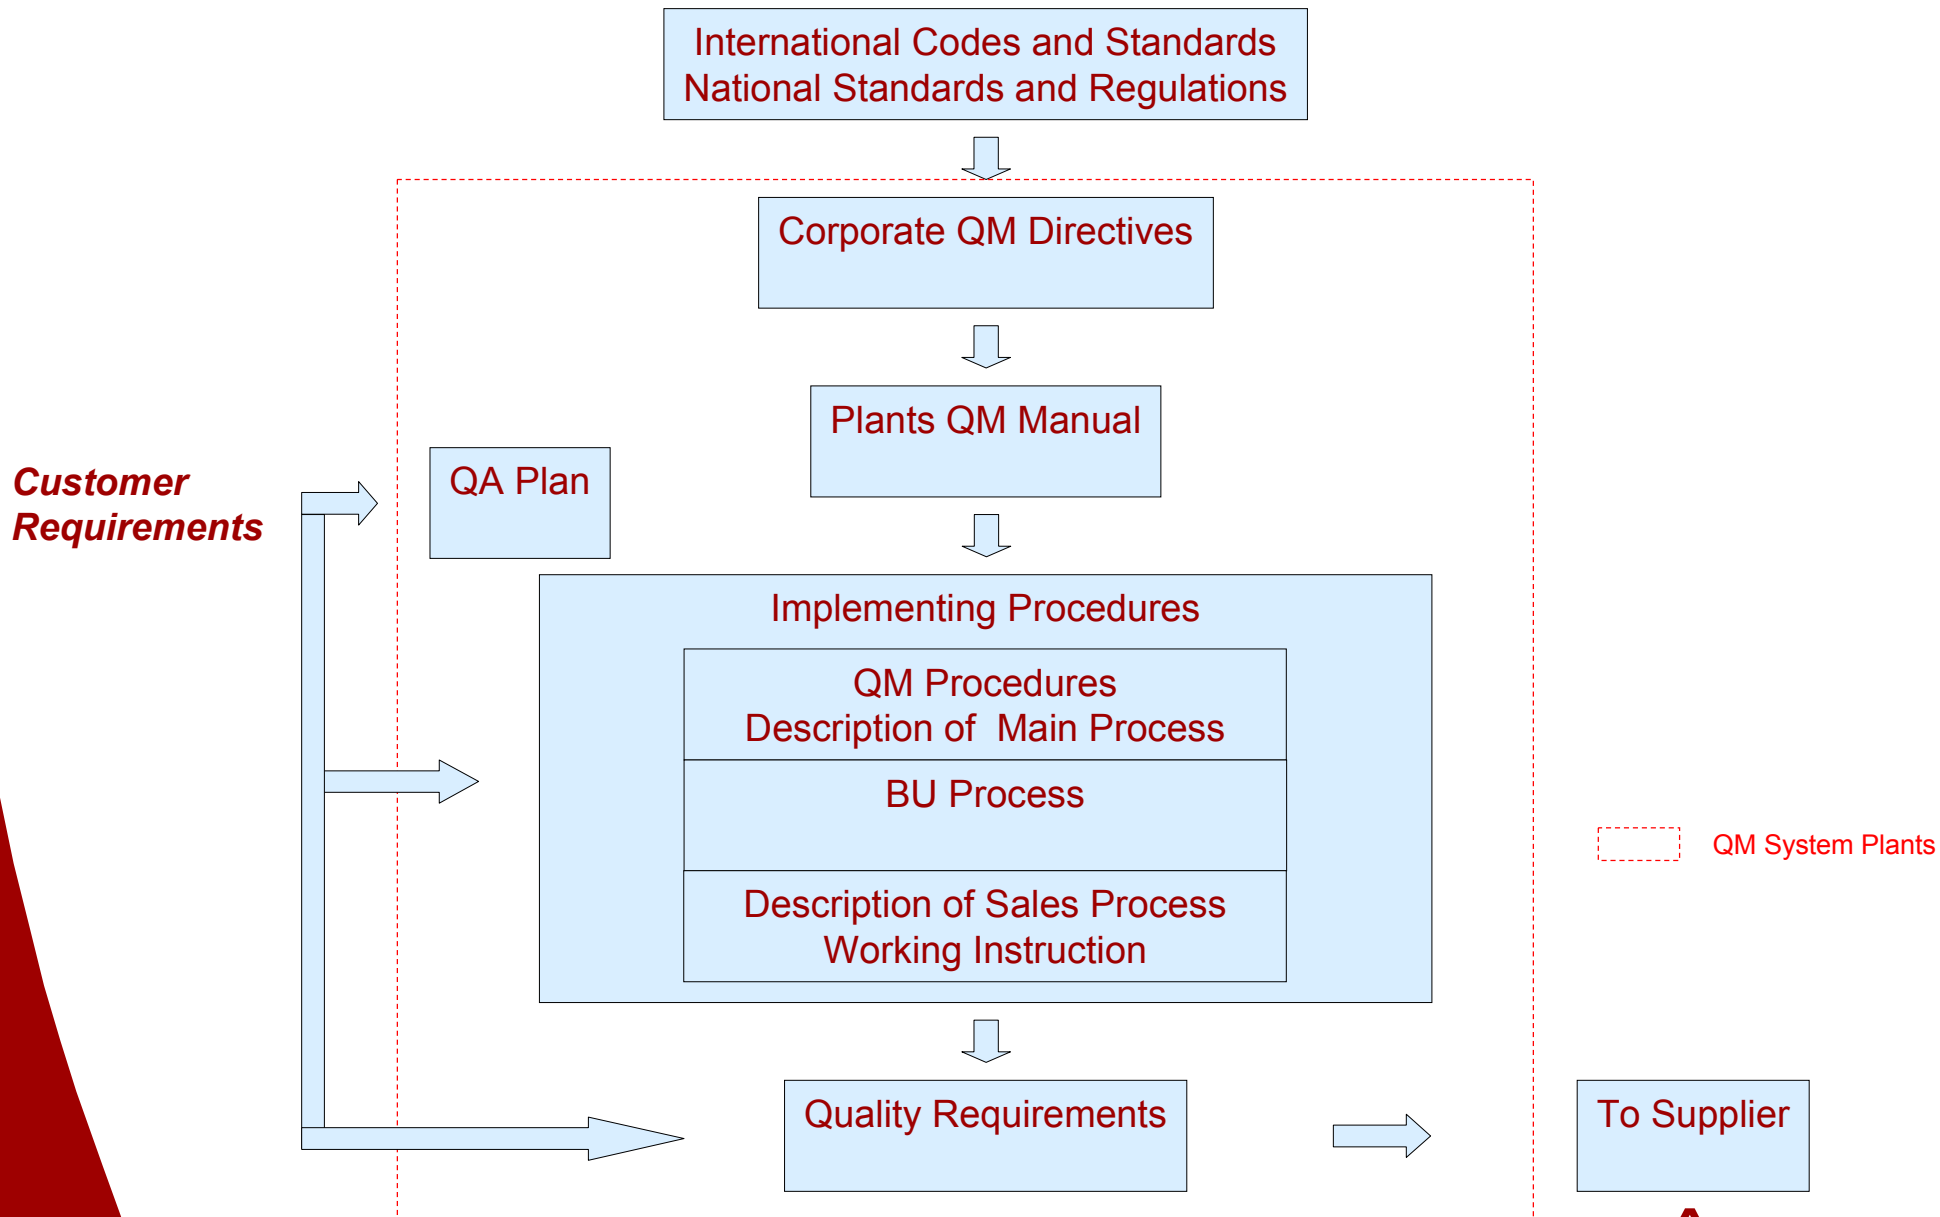 International Codes and Standards
National Standards and Regulations
Corporate QM Directives
Plants QM Manual
QA Plan
Customer
Requirements
Implementing Procedures
QM Procedures
Description of  Main Process
BU Process
QM System Plants
Description of Sales Process
Working Instruction
Quality Requirements
To Supplier